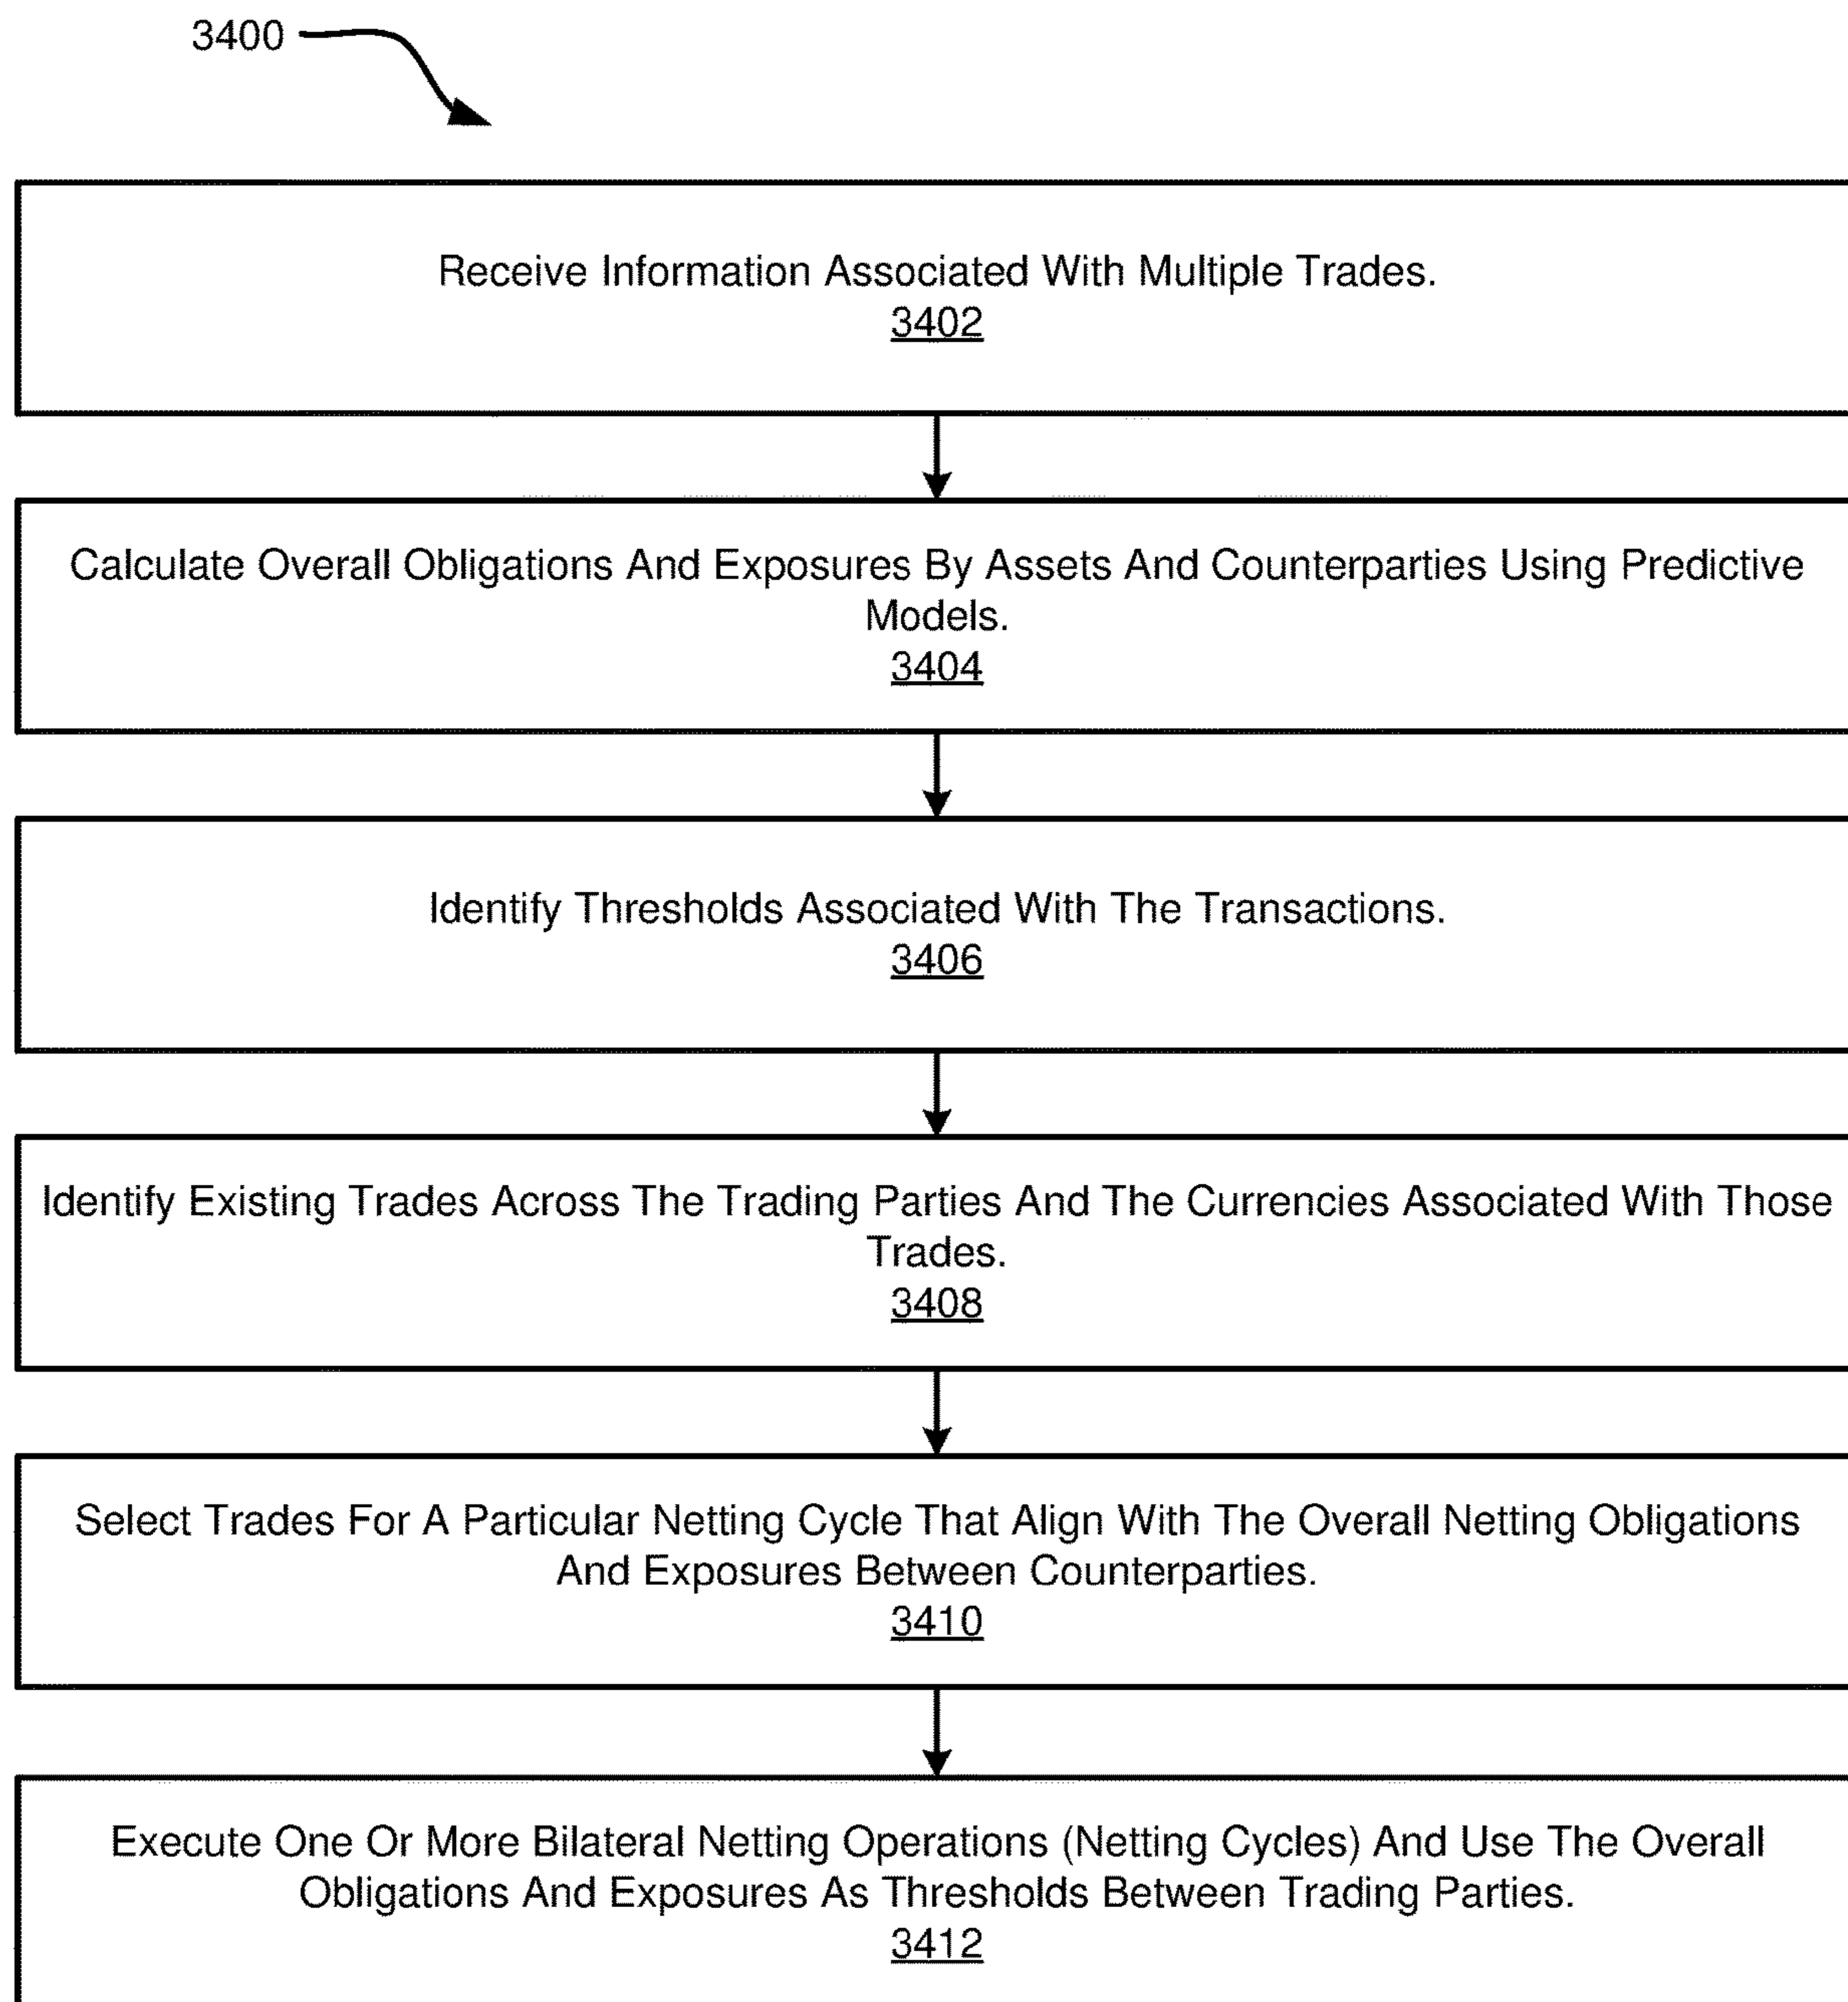 3400
Receive Information Associated With Multiple Trades.
3402
Calculate Overall Obligations And Exposures By Assets And Counterparties Using Predictive
Models.
3404
Identify Thresholds Associated With The Transactions.
3406
Identify Existing Trades Across The Trading Parties And The Currencies Associated With Those
Trades.
3408
Select Trades For A Particular Netting Cycle That Align With The Overall Netting Obligations
And Exposures Between Counterparties.
3410
Execute One Or More Bilateral Netting Operations (Netting Cycles) And Use The Overall
Obligations And Exposures As Thresholds Between Trading Parties.
3412